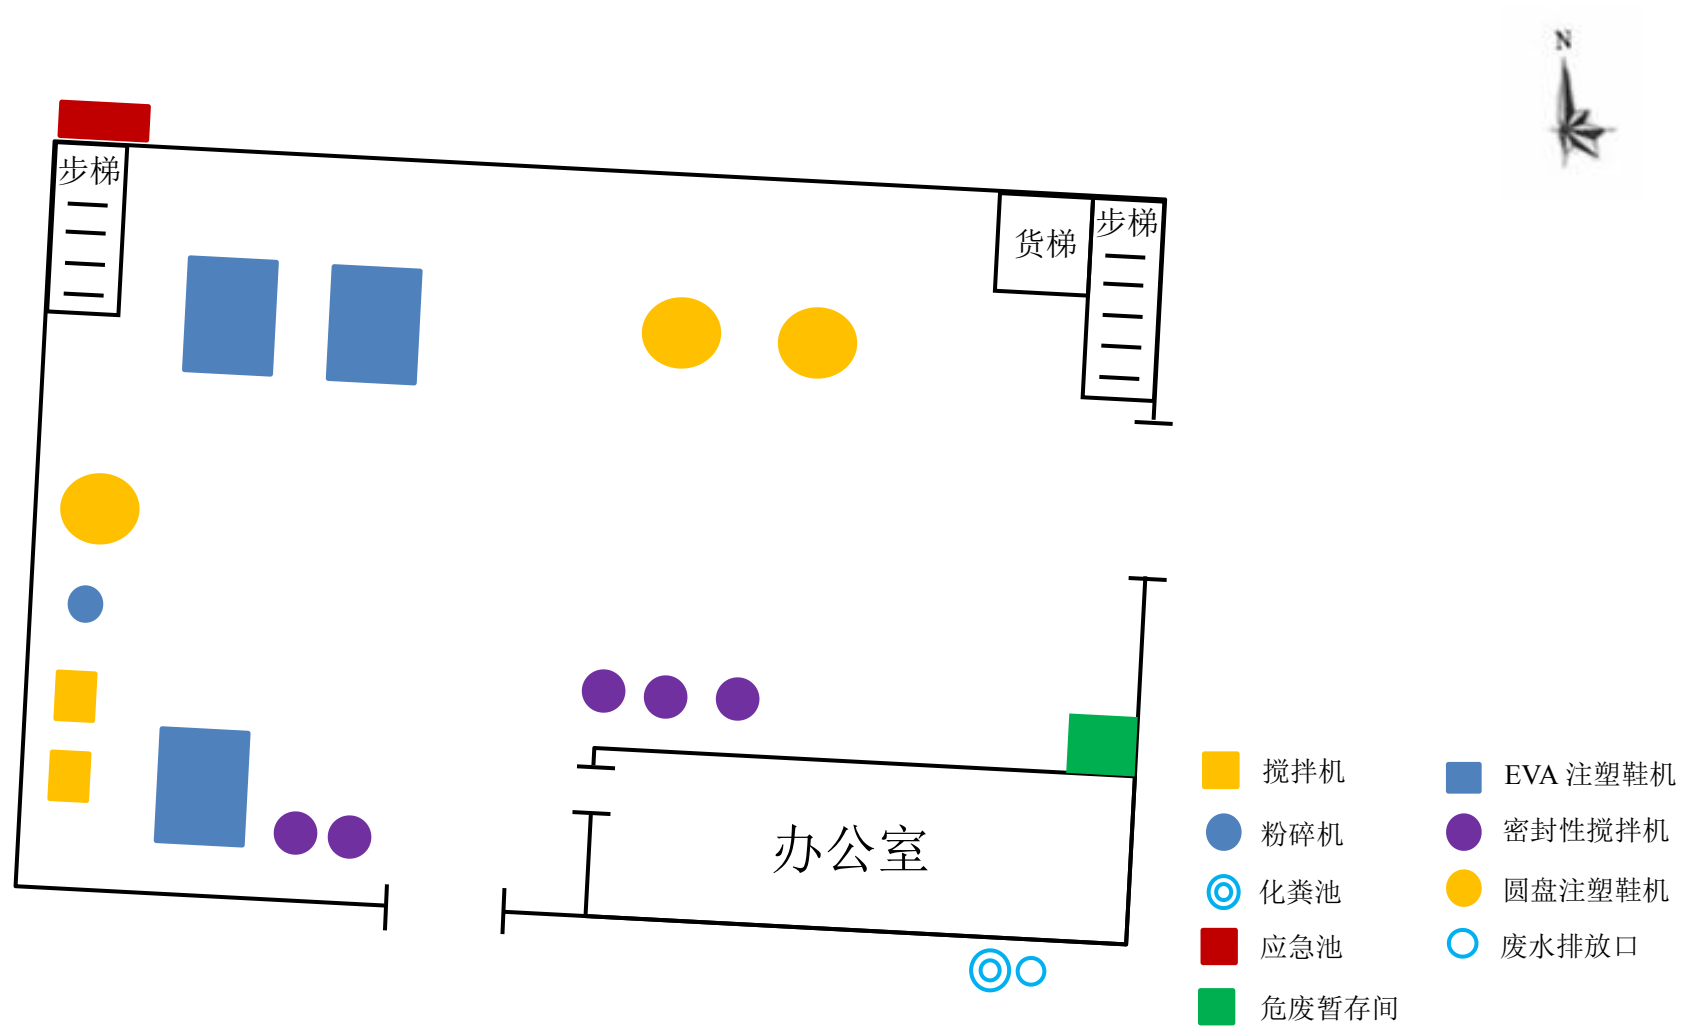 N
步梯
步梯
货梯
办公室
搅拌机
EVA 注塑鞋机
粉碎机
密封性搅拌机
化粪池
圆盘注塑鞋机
应急池
废水排放口
危废暂存间